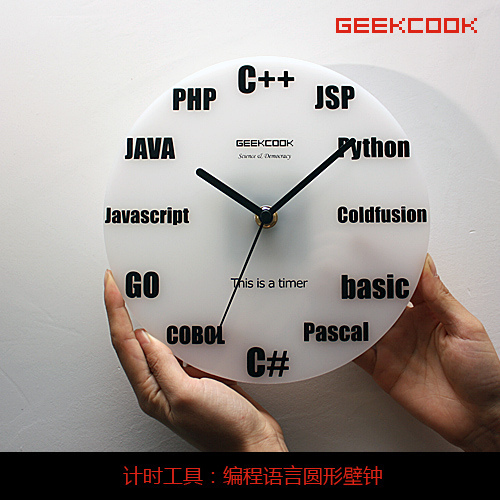 GEEKCOOK
C++
PHP
JSP
JAVA
GEEKCOOK
Python
Science &, Democracy
Javascript
Coldfusion
GO
This is a timer
basic
COBOL
Pascal
C#
计时工具：编程语言圆形壁钟